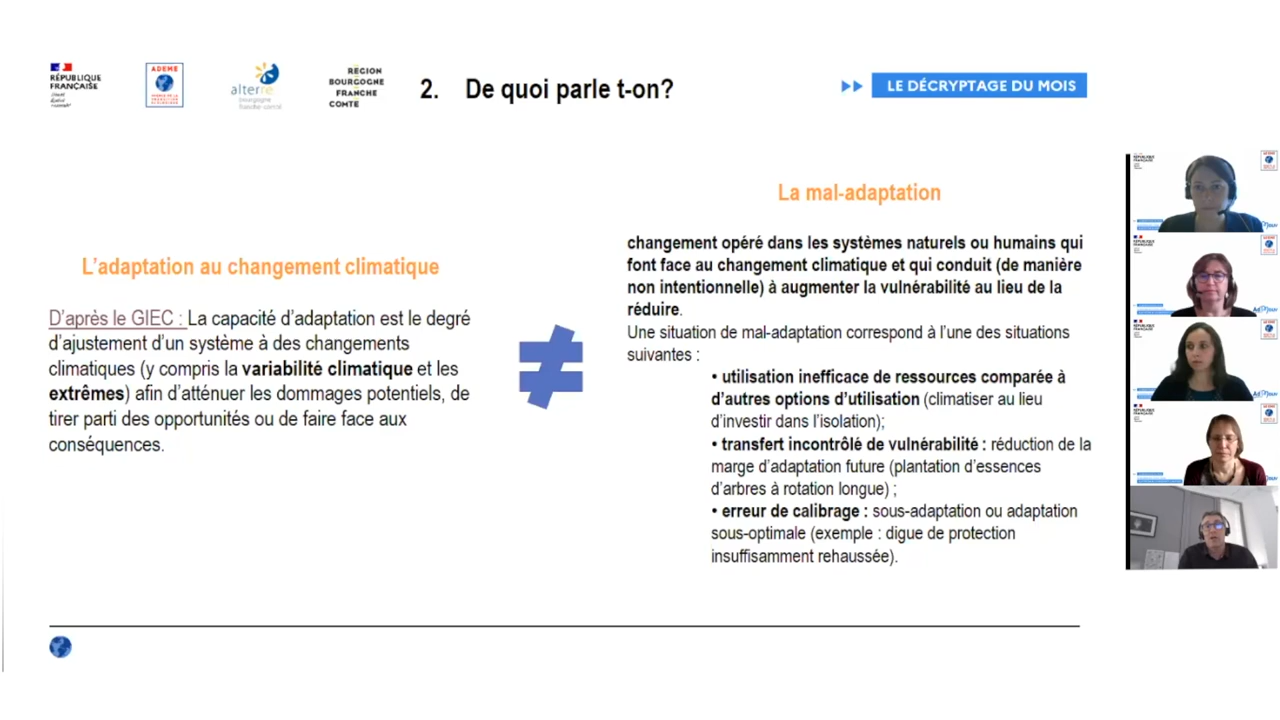 RÉPUBLIQUE
FRANÇAISE
Liberté
Égalité
Fraternité
ADEME
alterre
bourgogne
franche-comté
RÉGION
BOURGOGNE
FRANCHE
COMTÉ
2. De quoi parle t-on?
LE DÉCRYPTAGE DU MOIS
L’adaptation au changement climatique
D’après le GIEC : La capacité d’adaptation est le degré
d’ajustement d’un système à des changements
climatiques (y compris la variabilité climatique et les
extrêmes) afin d’atténuer les dommages potentiels, de
tirer parti des opportunités ou de faire face aux
conséquences.
≠
La mal-adaptation
changement opéré dans les systèmes naturels ou humains qui
font face au changement climatique et qui conduit (de manière
non intentionnelle) à augmenter la vulnérabilité au lieu de la
réduire.
Une situation de mal-adaptation correspond à l’une des situations
suivantes :
• utilisation inefficace de ressources comparée à
d’autres options d’utilisation (climatiser au lieu
d’investir dans l’isolation);
• transfert incontrôlé de vulnérabilité : réduction de la
marge d’adaptation future (plantation d’essences
d’arbres à rotation longue) ;
• erreur de calibrage : sous-adaptation ou adaptation
sous-optimale (exemple : digue de protection
insuffisamment rehaussée).